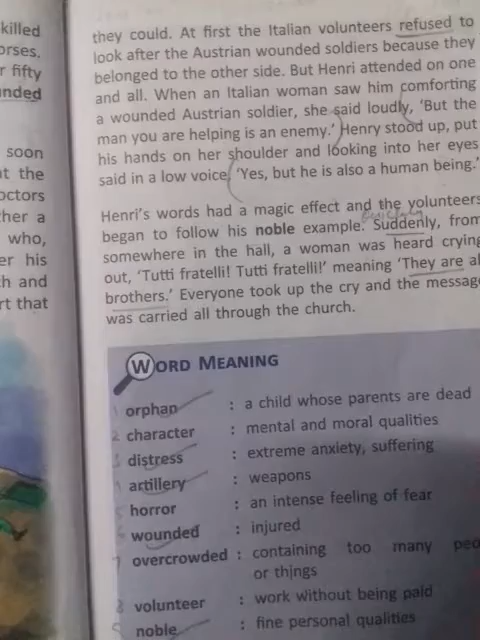 killed
orses.
r fifty
nded
soon
at the
octors
her a
who,
er his
h and
rt that
they could. At first the Italian volunteers refused to
look after the Austrian wounded soldiers because they
belonged to the other side. But Henri attended on one
and all. When an Italian woman saw him comforting
a wounded Austrian soldier, she said loudly, 'But the
man you are helping is an enemy.' Henry stood up, put
his hands on her shoulder and looking into her eyes
said in a low voice, 'Yes, but he is also a human being.'
Henri's words had a magic effect and the volunteers
began to follow his noble example. Suddenly, from
somewhere in the hall, a woman was heard crying
out, 'Tutti fratelli! Tutti fratelli!' meaning 'They are al
brothers.' Everyone took up the cry and the message
was carried all through the church.
WORD MEANING
1 orphan : a child whose parents are dead
2 character : mental and moral qualities
3 distress : extreme anxiety, suffering
4 artillery : weapons
5 horror : an intense feeling of fear
6 wounded : injured
7 overcrowded : containing too many peo
or things
8 volunteer : work without being paid
9 noble : fine personal qualities